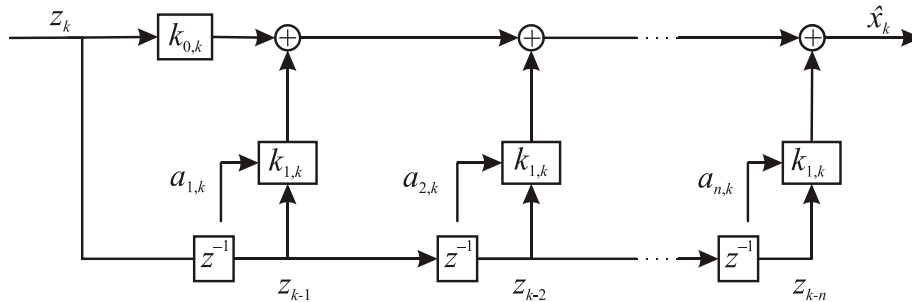 z_k
k_{0,k}
+
+
. . . .
+
x̂_k
a_{1,k}
k_{1,k}
a_{2,k}
k_{1,k}
a_{n,k}
k_{1,k}
z^{-1}
z^{-1}
. . . .
z^{-1}
z_{k-1}
z_{k-2}
z_{k-n}